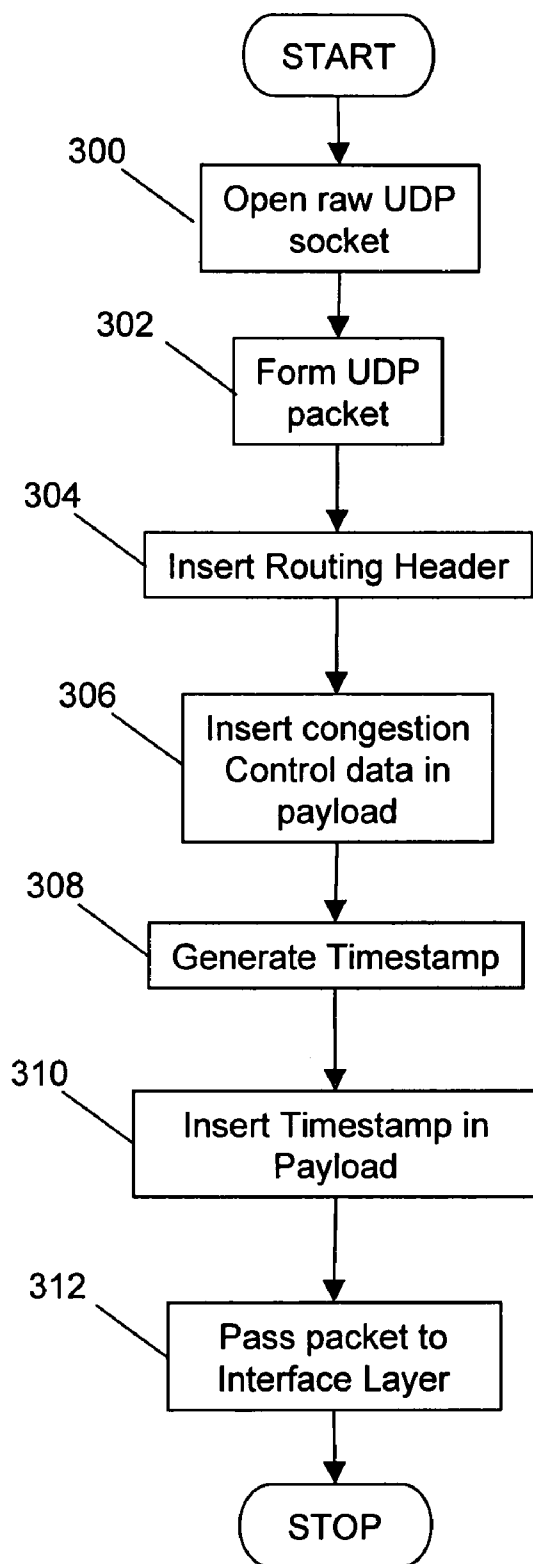 START
300
Open raw UDP
socket
302
Form UDP
packet
304
Insert Routing Header
306
Insert congestion
Control data in
payload
308
Generate Timestamp
310
Insert Timestamp in
Payload
312
Pass packet to
Interface Layer
STOP